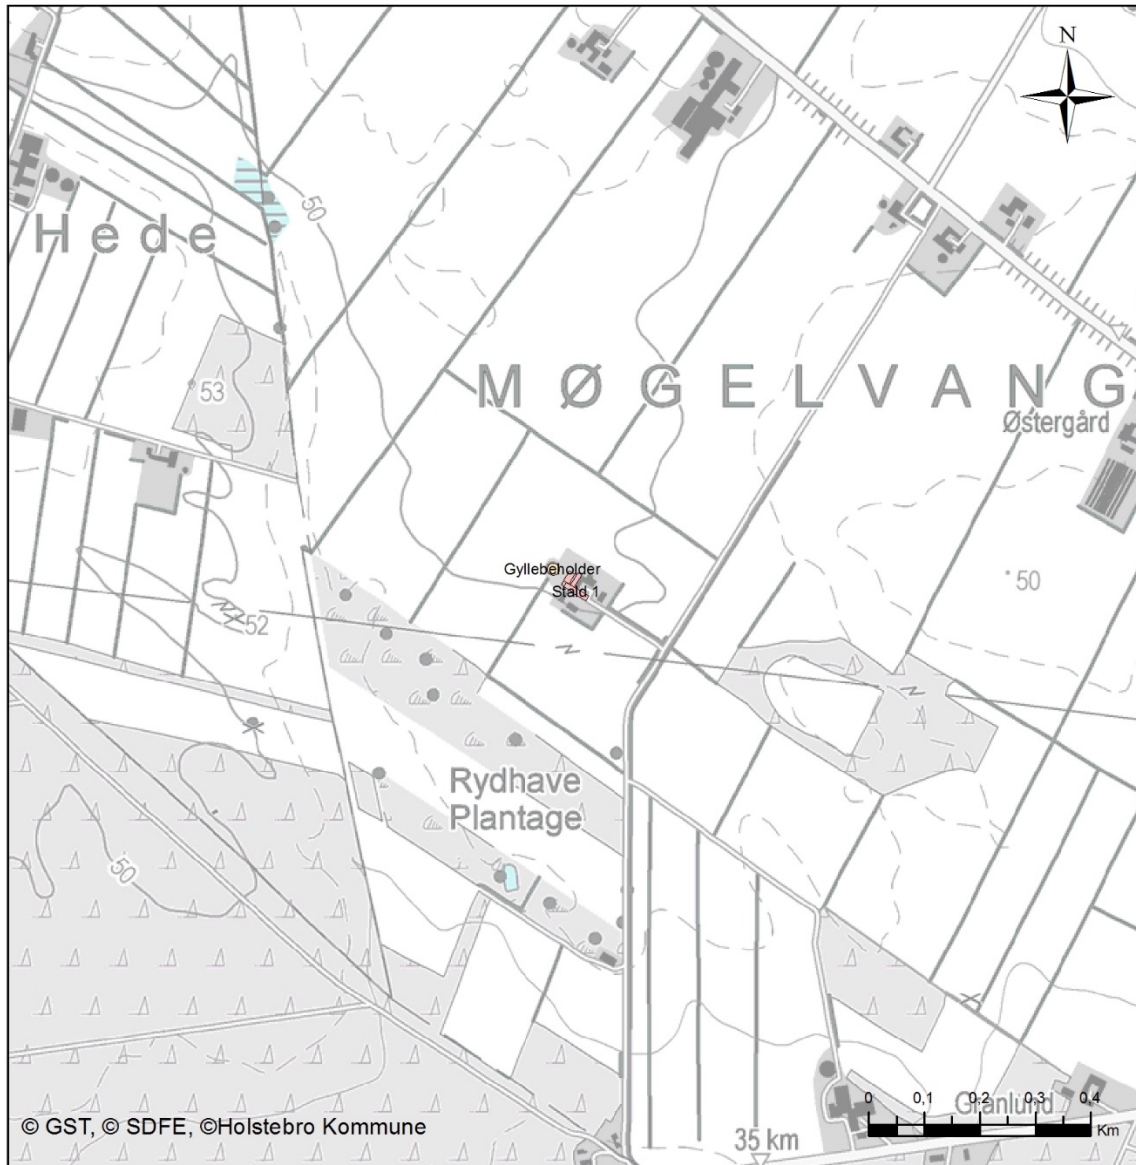 N
50
Hede
MØGELVANG
53
Østergård
Gyllebeholder
Stald 1
50
52
Rydhave
Plantage
50
Granlund
0 0,1 0,2 0,3 0,4
Km
35 km
© GST, © SDFE, ©Holstebro Kommune